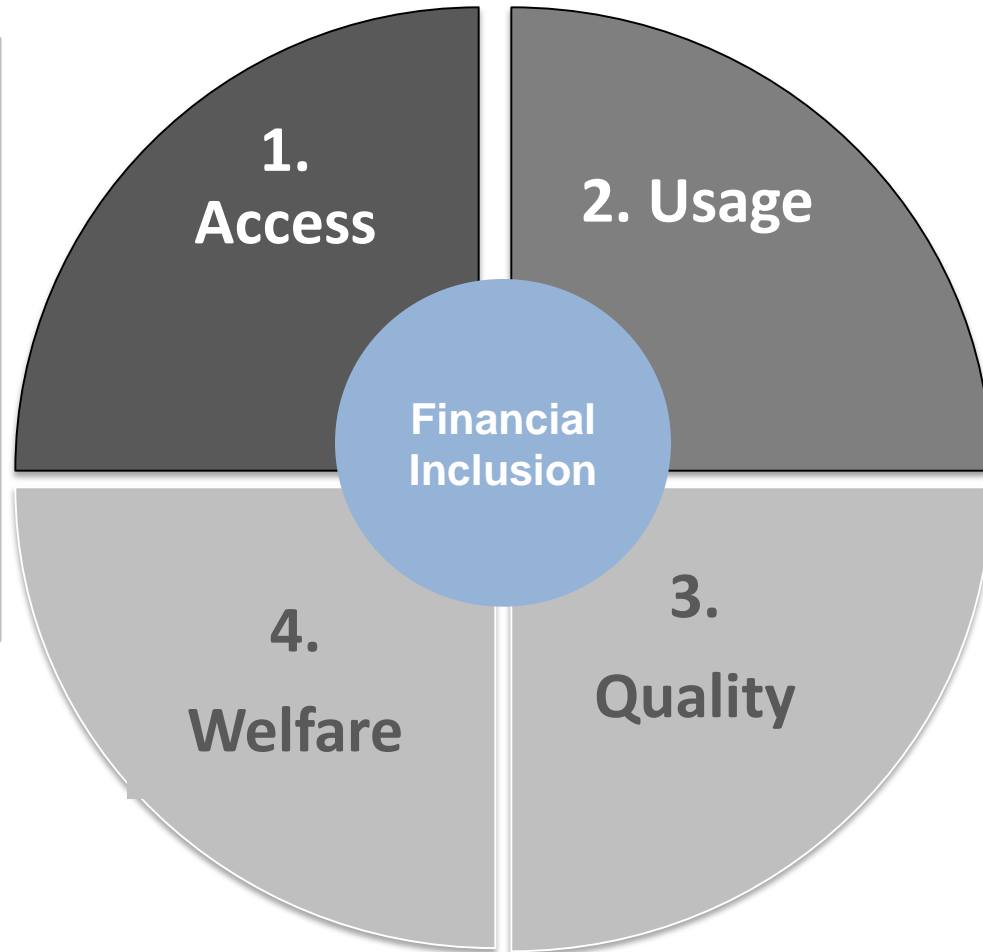 1.
Access
2. Usage
Financial
Inclusion
3.
Quality
4.
Welfare